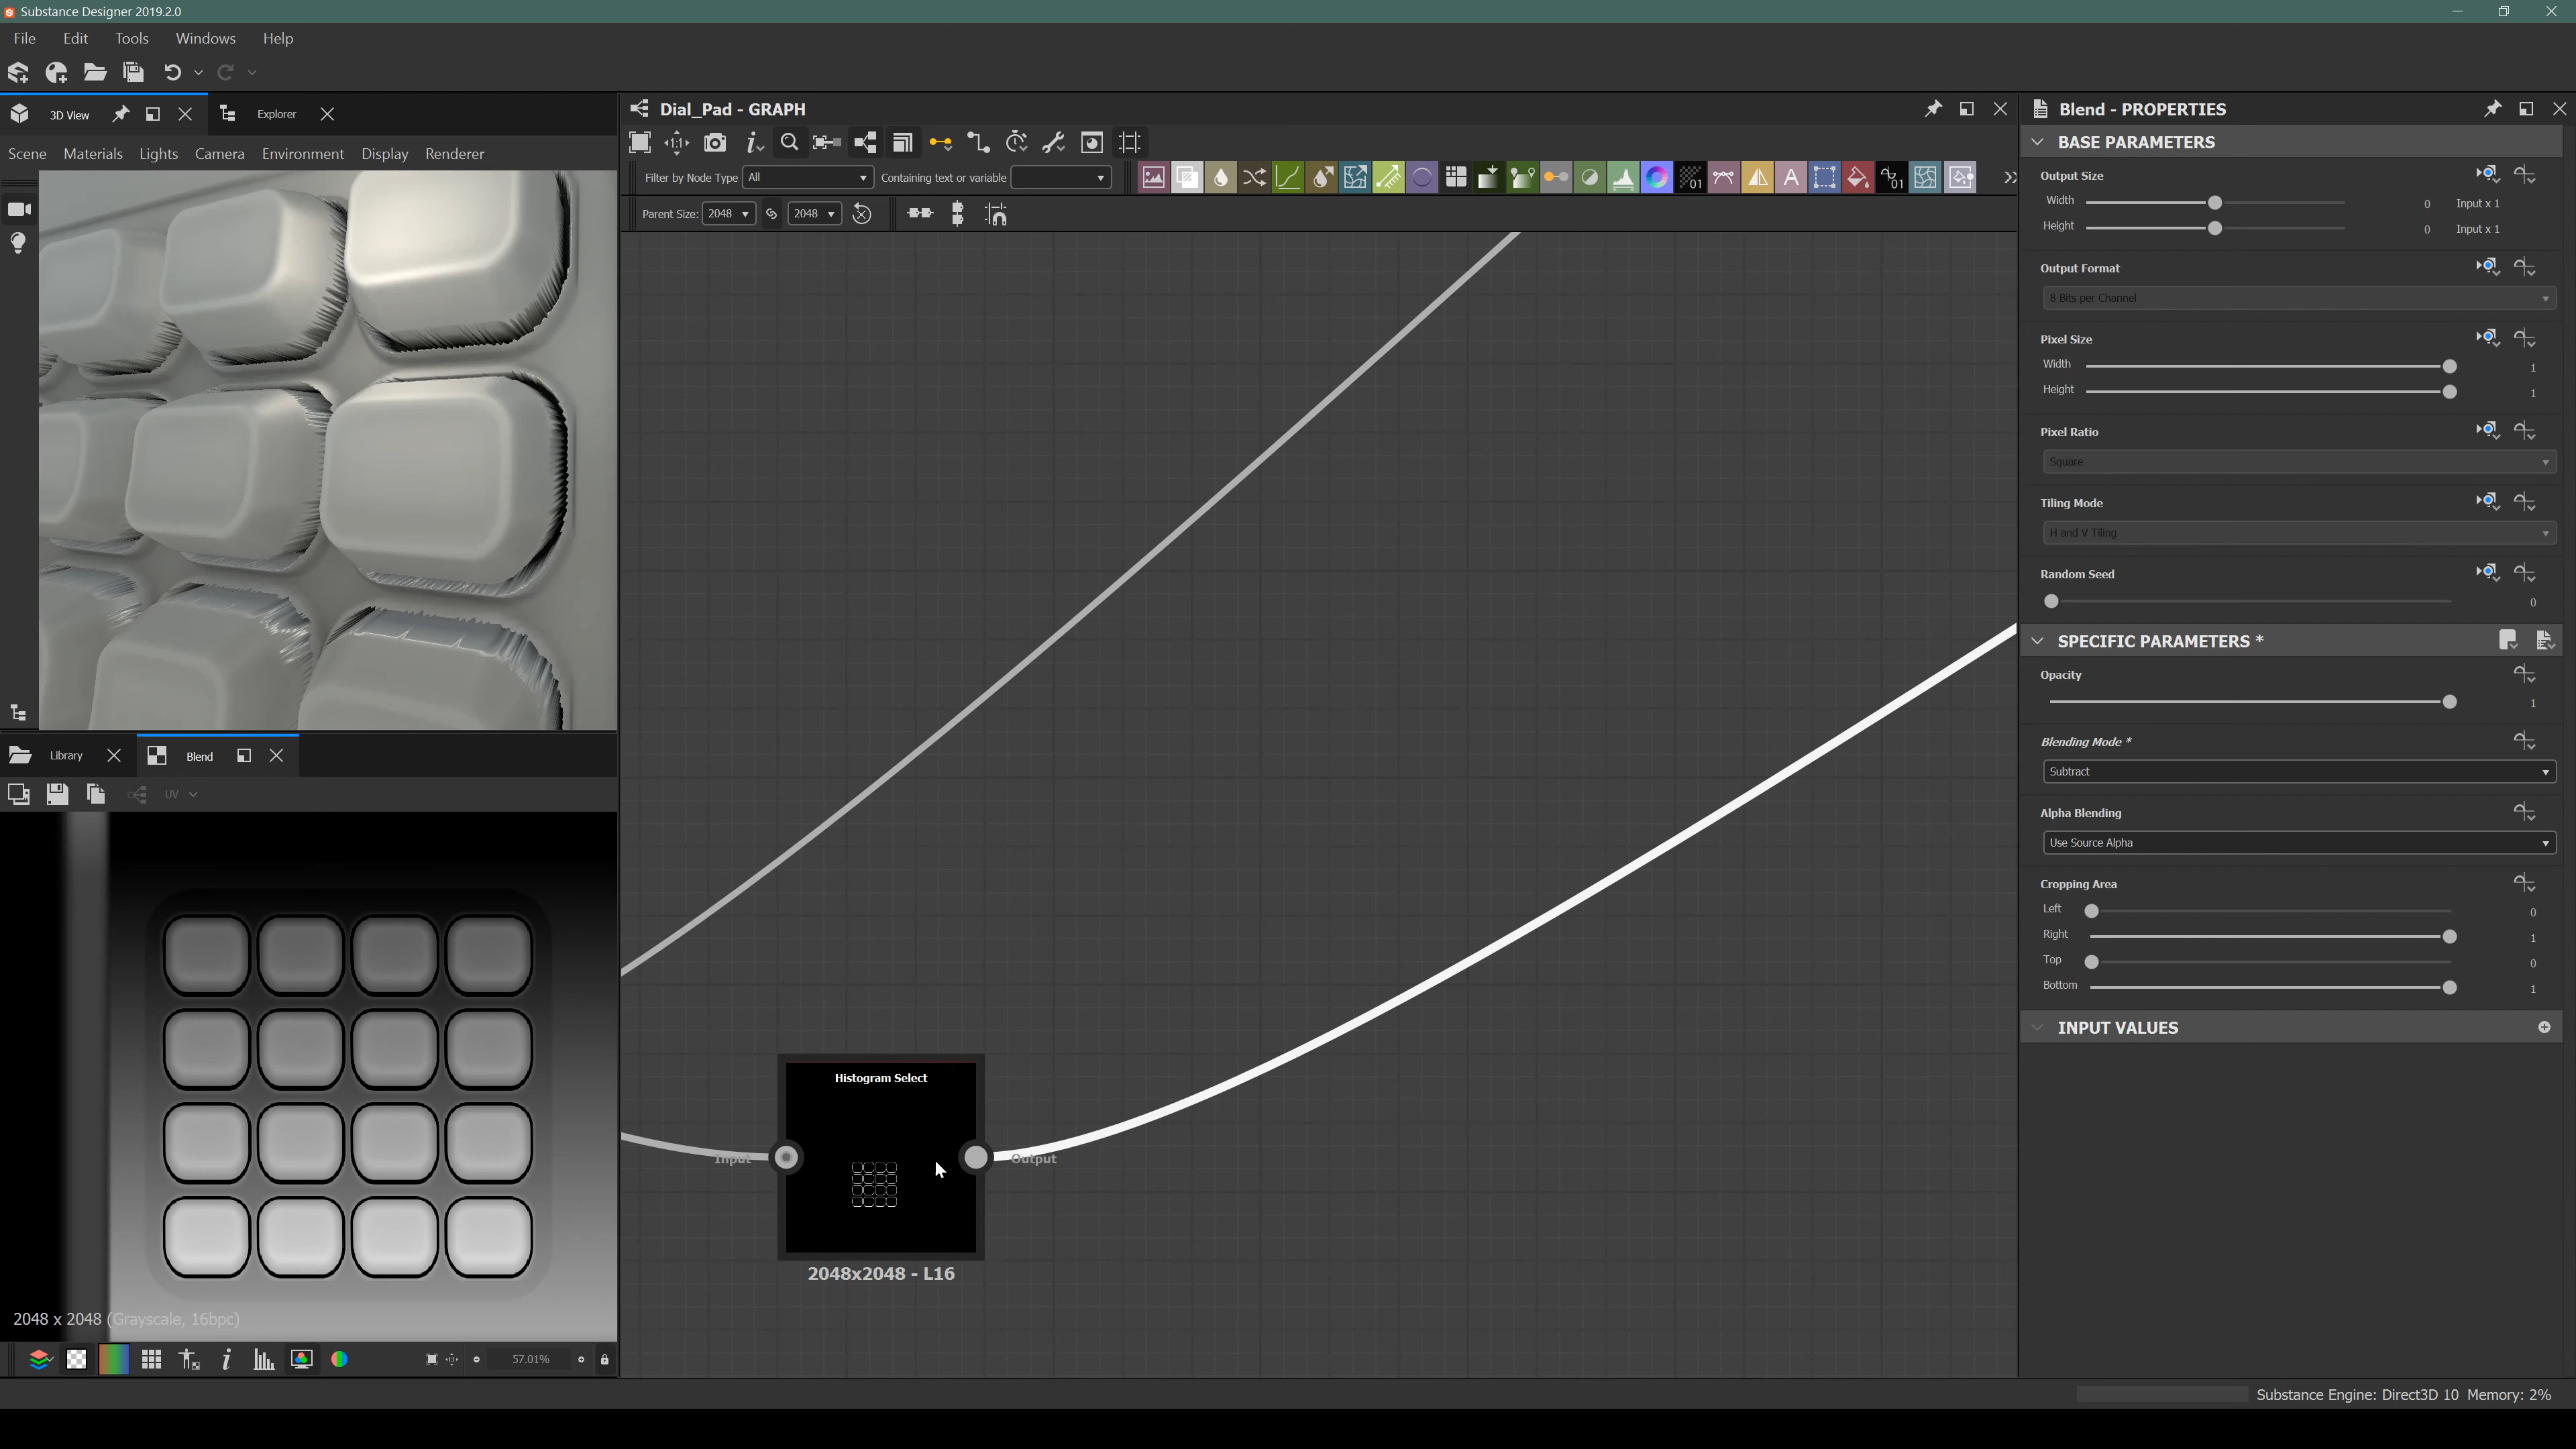 Substance Designer 2019.2.0
File Edit Tools Windows Help
3D View Explorer
Scene Materials Lights Camera Environment Display Renderer
Dial_Pad - GRAPH
1:1
Filter by Node Type All Containing text or variable
01
A
01
Parent Size: 2048 2048
Histogram Select
Input
Output
2048x2048 - L16
Library Blend
UV
2048 x 2048 (Grayscale, 16bpc)
57.01%
Blend - PROPERTIES
BASE PARAMETERS
Output Size
Width 0 Input x 1
Height 0 Input x 1
Output Format
8 Bits per Channel
Pixel Size
Width 1
Height 1
Pixel Ratio
Square
Tiling Mode
H and V Tiling
Random Seed
0
SPECIFIC PARAMETERS *
Opacity
1
Blending Mode *
Subtract
Alpha Blending
Use Source Alpha
Cropping Area
Left 0
Right 1
Top 0
Bottom 1
INPUT VALUES
Substance Engine: Direct3D 10 Memory: 2%